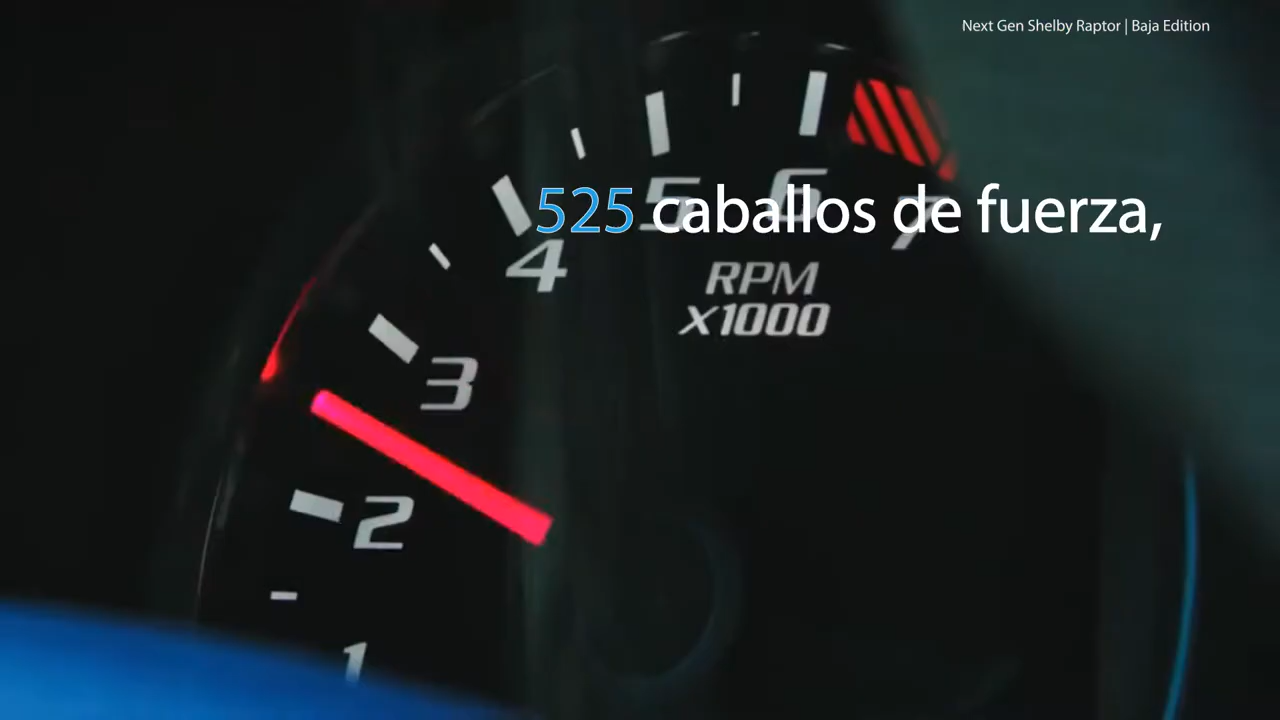 Next Gen Shelby Raptor | Baja Edition
525 caballos de fuerza,
5
6
7
4
RPM
X1000
3
2
1